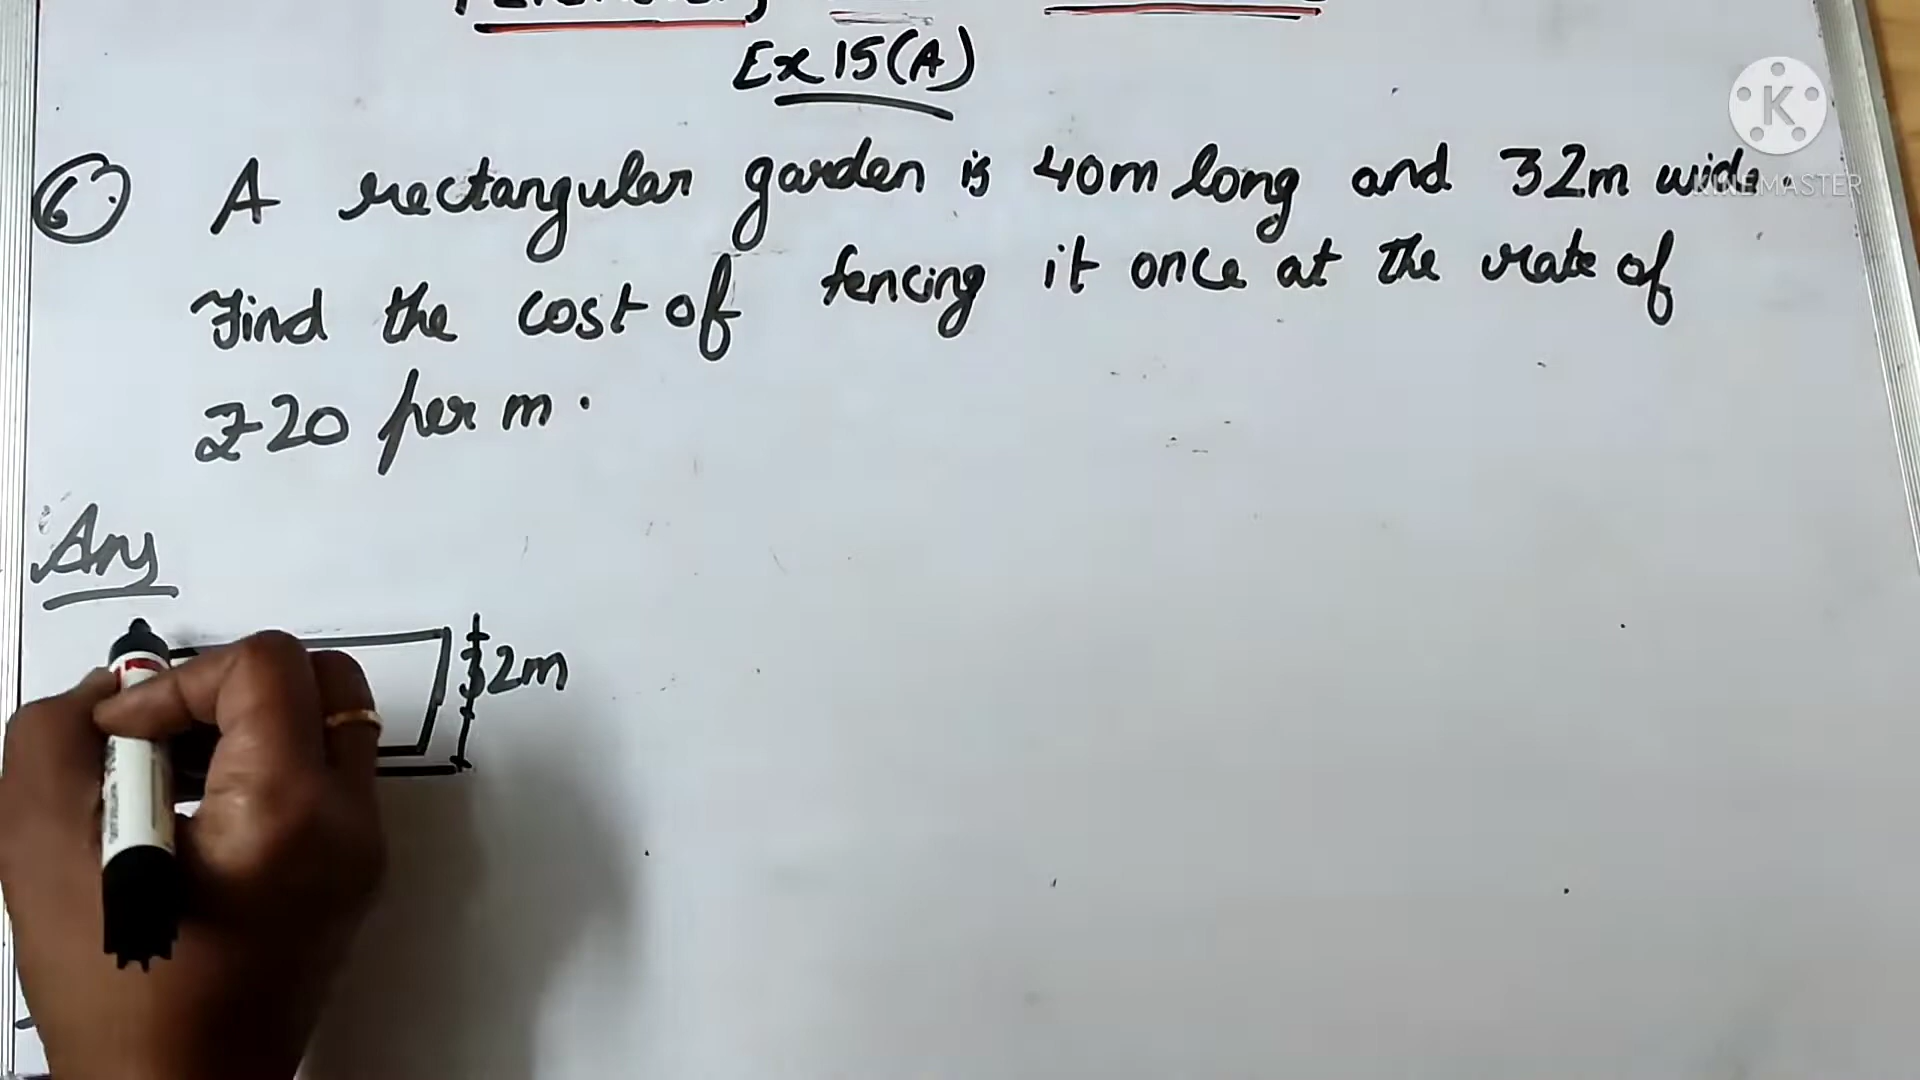 Ex 15(A)
6. A rectangular garden is 40m long and 32m wide.
Find the cost of fencing it once at the rate of
₹20 per m.
Ans
32m
K
KINEMASTER